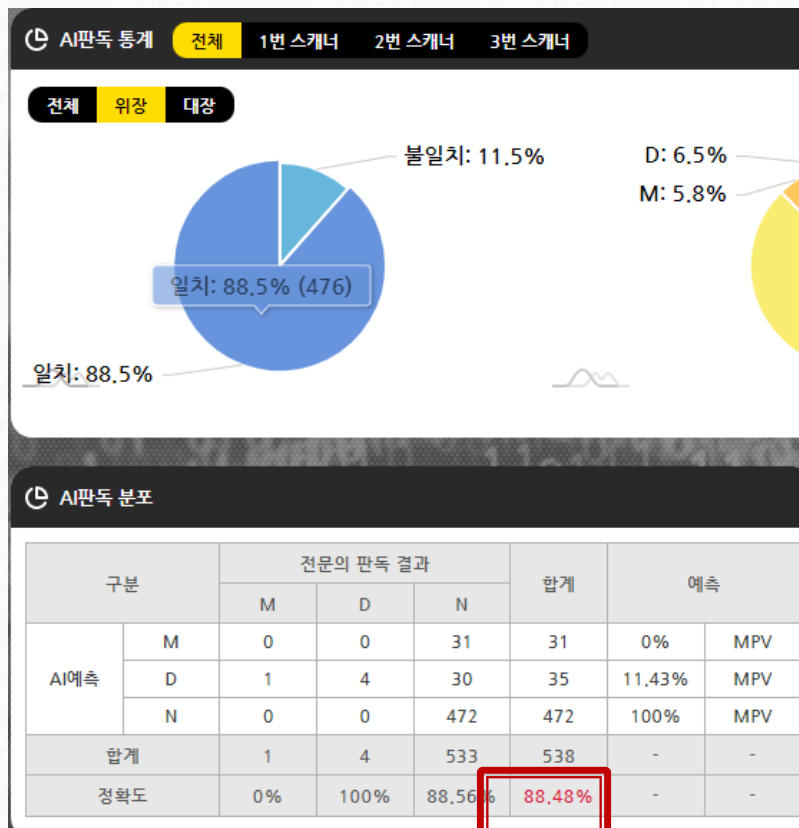 AI판독 통계 전체 1번 스캐너 2번 스캐너 3번 스캐너
전체 위장 대장
불일치: 11.5%
D: 6.5%
M: 5.8%
일치: 88.5% (476)
일치: 88.5%
AI판독 분포
구분 전문의 판독 결과 합계 예측
M D N
AI예측 M 0 0 31 31 0% MPV
D 1 4 30 35 11.43% MPV
N 0 0 472 472 100% MPV
합계 1 4 533 538 - -
정확도 0% 100% 88.56% 88.48% - -